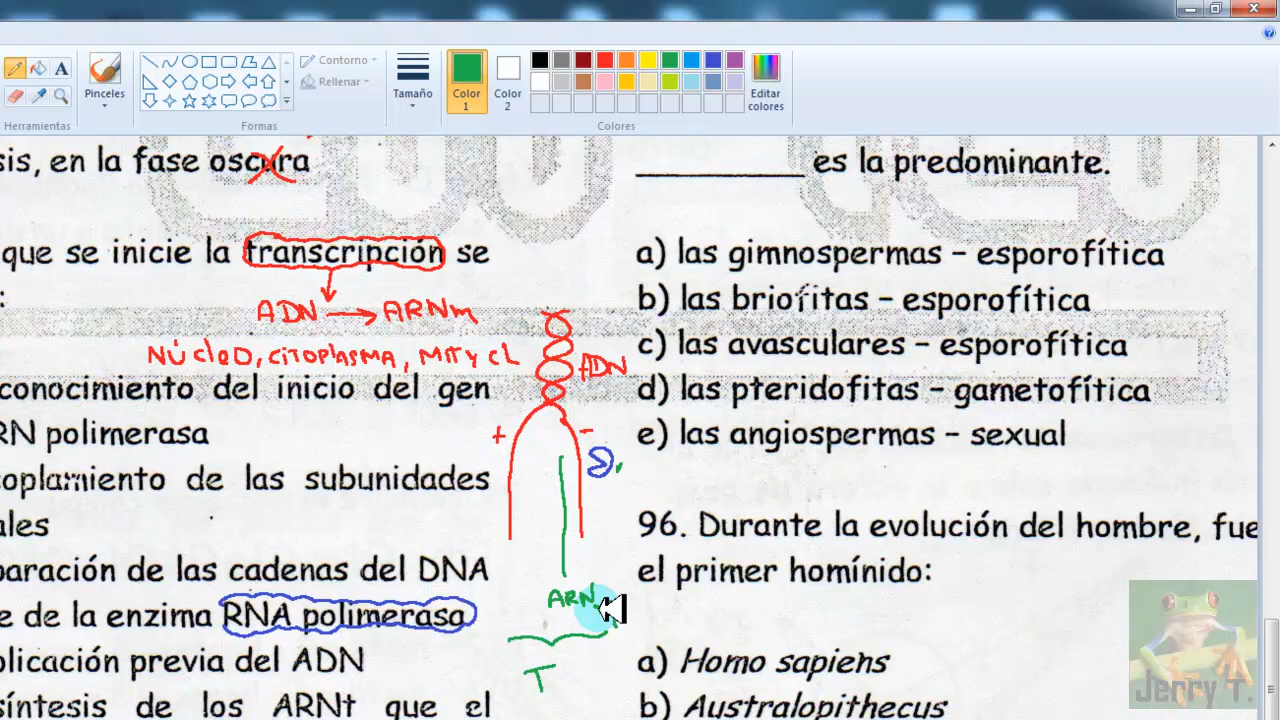 Pinceles
Contorno
Rellenar
Tamaño
Color
1
Color
2
Editar
colores
Herramientas
Formas
Colores
sis, en la fase oscura
que se inicie la transcripción se
:
ADN → ARNm
NÚCLEO, CITOPLASMA, MIT y CL
conocimiento del inicio del gen
RN polimerasa
coplamiento de las subunidades
ales
paración de las cadenas del DNA
e de la enzima RNA polimerasa
plicación previa del ADN
síntesis de los ARNt que el
ADN
+ -
ARN
T
__________ es la predominante.
a) las gimnospermas – esporofítica
b) las briofitas – esporofítica
c) las avasculares – esporofítica
d) las pteridofitas – gametofítica
e) las angiospermas – sexual
96. Durante la evolución del hombre, fue
el primer homínido:
a) Homo sapiens
b) Australopithecus
Jerry T.